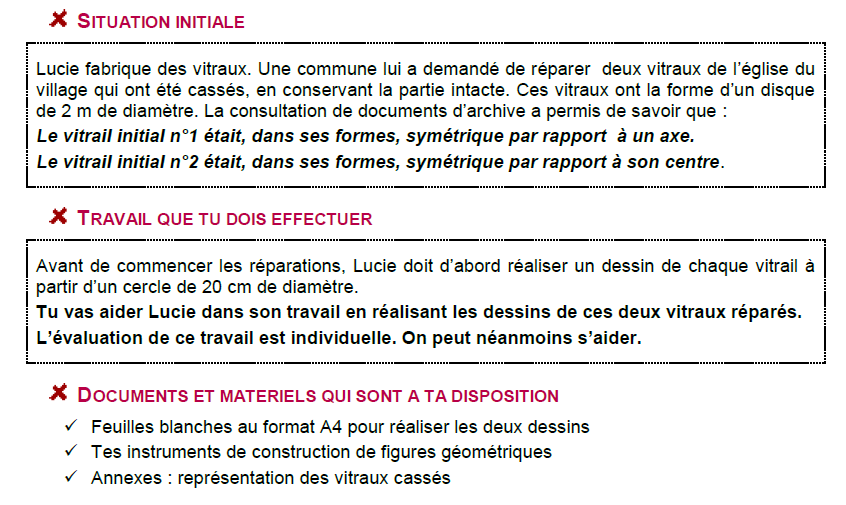 SITUATION INITIALE
Lucie fabrique des vitraux. Une commune lui a demandé de réparer deux vitraux de l'église du
village qui ont été cassés, en conservant la partie intacte. Ces vitraux ont la forme d'un disque
de 2 m de diamètre. La consultation de documents d'archive a permis de savoir que :
Le vitrail initial n°1 était, dans ses formes, symétrique par rapport à un axe.
Le vitrail initial n°2 était, dans ses formes, symétrique par rapport à son centre.
TRAVAIL QUE TU DOIS EFFECTUER
Avant de commencer les réparations, Lucie doit d'abord réaliser un dessin de chaque vitrail à
partir d'un cercle de 20 cm de diamètre.
Tu vas aider Lucie dans son travail en réalisant les dessins de ces deux vitraux réparés.
L'évaluation de ce travail est individuelle. On peut néanmoins s'aider.
DOCUMENTS ET MATERIELS QUI SONT A TA DISPOSITION
✓ Feuilles blanches au format A4 pour réaliser les deux dessins
✓ Tes instruments de construction de figures géométriques
✓ Annexes : représentation des vitraux cassés